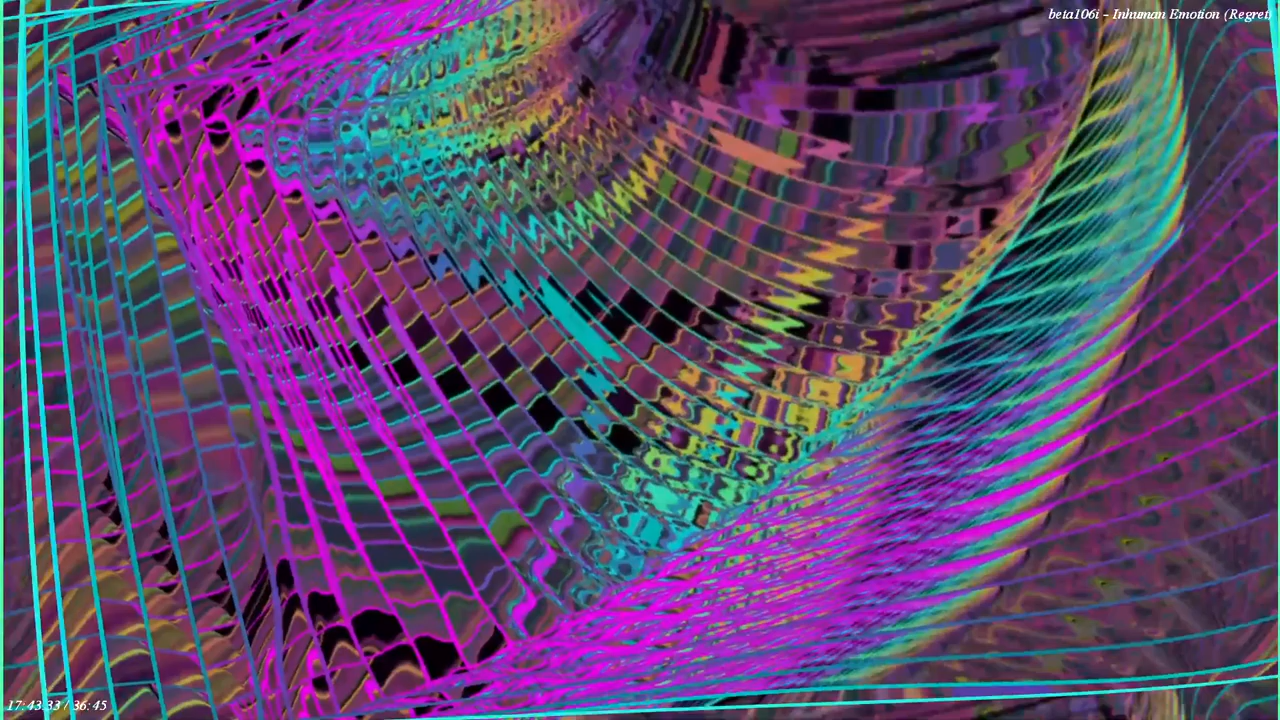 beta106i - Inhuman Emotion (Regret)
17:43.33 / 36:45